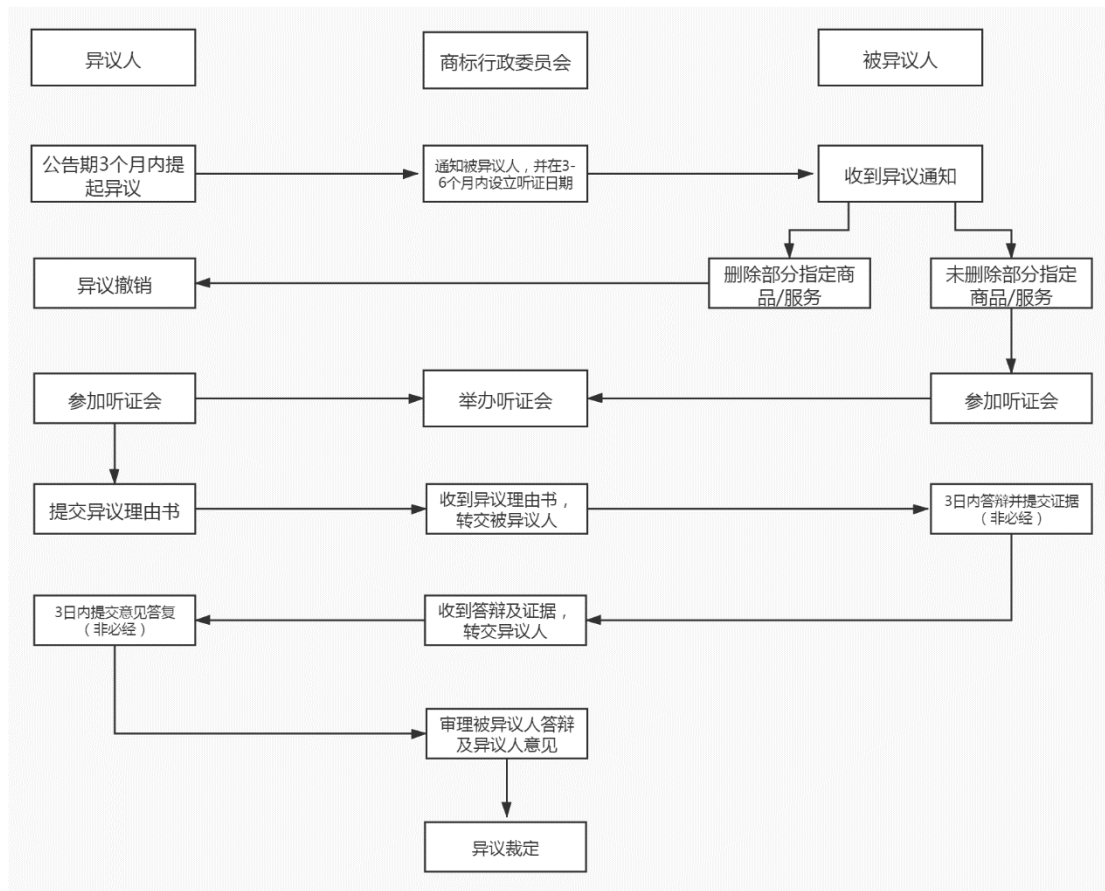 异议人
商标行政委员会
被异议人
公告期3个月内提
起异议
通知被异议人，并在3-
6个月内设立听证日期
收到异议通知
异议撤销
删除部分指定商
品/服务
未删除部分指定
商品/服务
参加听证会
举办听证会
参加听证会
提交异议理由书
收到异议理由书，
转交被异议人
3日内答辩并提交证据
（非必经）
3日内提交意见答复
（非必经）
收到答辩及证据，
转交异议人
审理被异议人答辩
及异议人意见
异议裁定